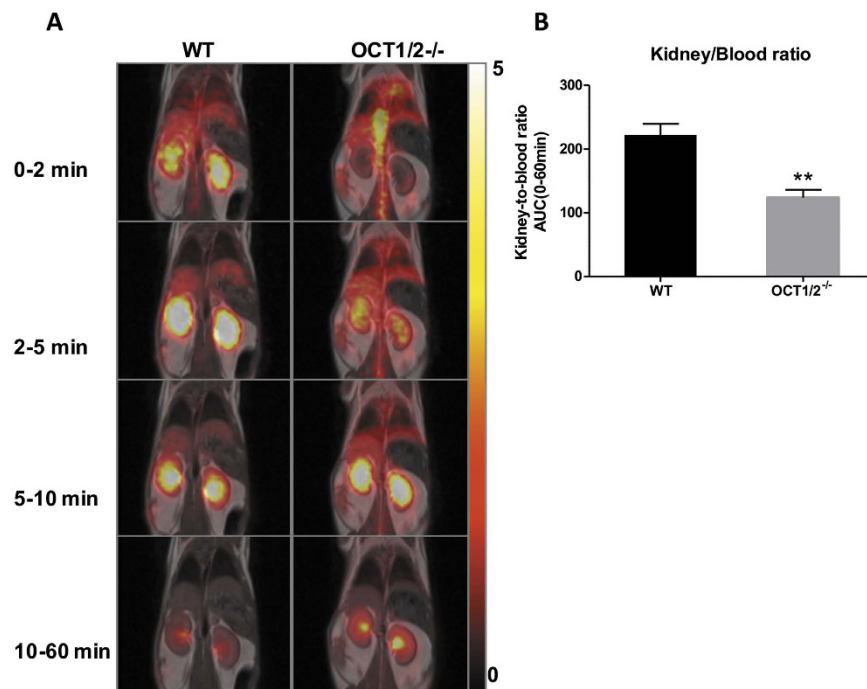 A
WT OCT1/2-/-
5
0-2 min
2-5 min
5-10 min
10-60 min
0
B
Kidney/Blood ratio
Kidney-to-blood ratio
AUC(0-60min)
300
200
100
0
**
WT OCT1/2-/-